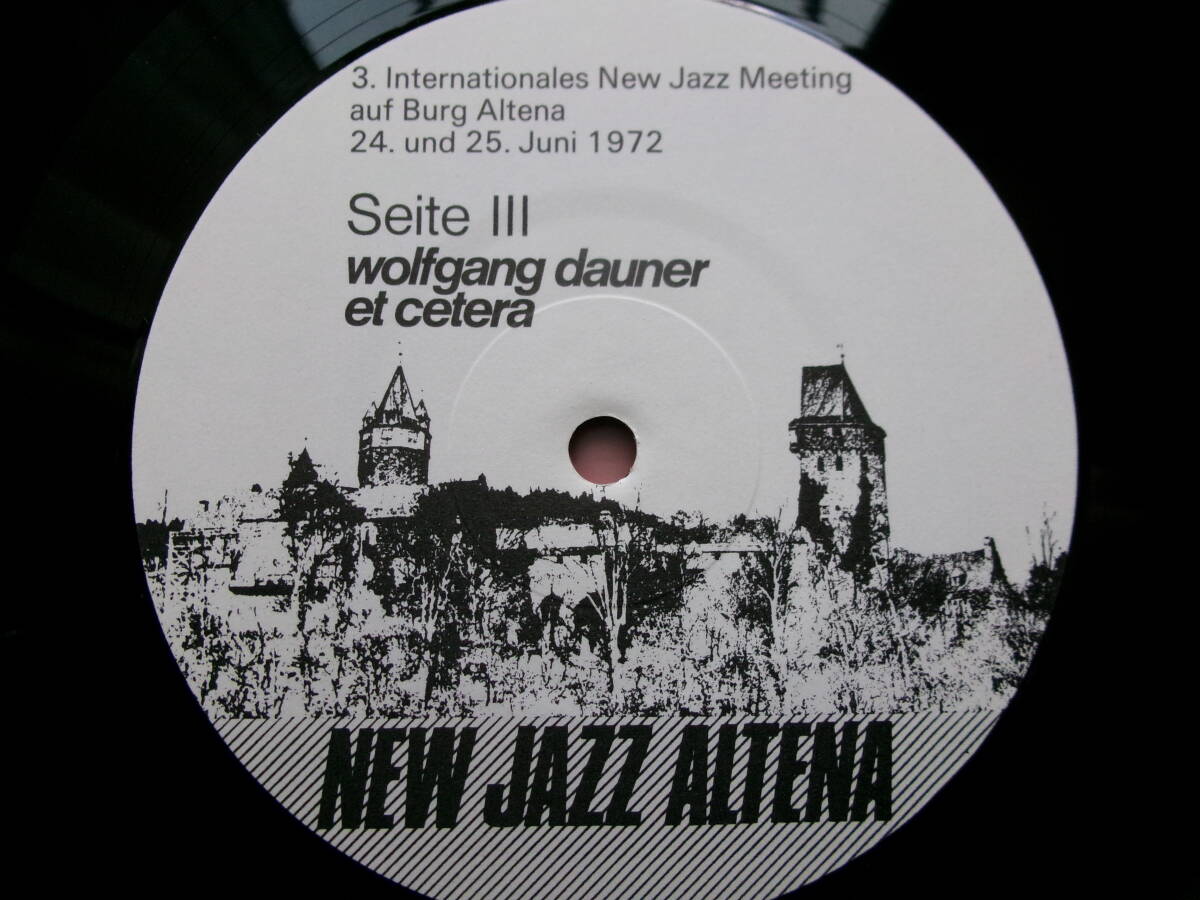 3. Internationales New Jazz Meeting
auf Burg Altena
24. und 25. Juni 1972
Seite III
wolfgang dauner
et cetera
NEW JAZZ ALTENA